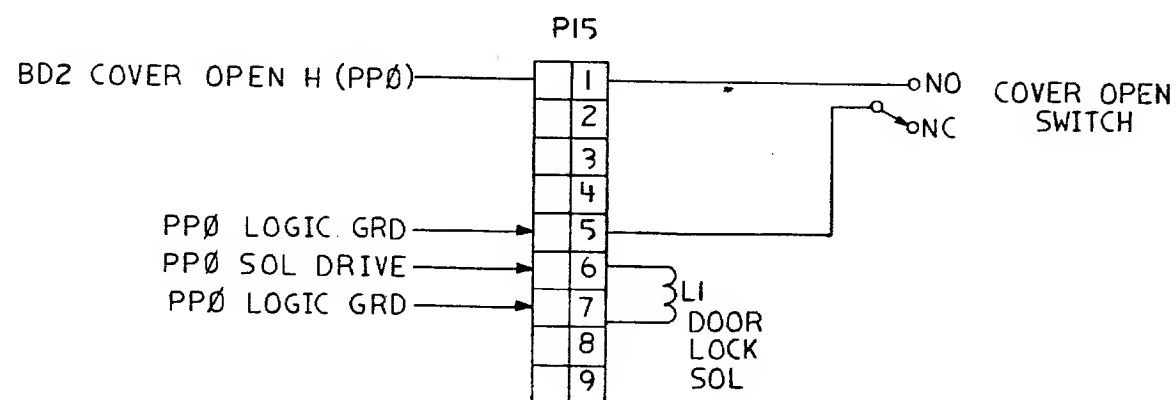 P15
BD2 COVER OPEN H (PPØ)
1
NO
COVER OPEN
SWITCH
2
NC
3
4
PPØ LOGIC GRD
5
PPØ SOL DRIVE
6
PPØ LOGIC GRD
7
L1
DOOR
LOCK
SOL
8
9